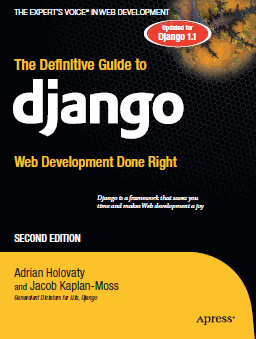 THE EXPERT'S VOICE® IN WEB DEVELOPMENT
Updated for
Django 1.1
The Definitive Guide to
django
Web Development Done Right
Django is a framework that saves you
time and makes Web development a joy
SECOND EDITION
Adrian Holovaty
and Jacob Kaplan-Moss
Benevolent Dictators for Life, Django
Apress®